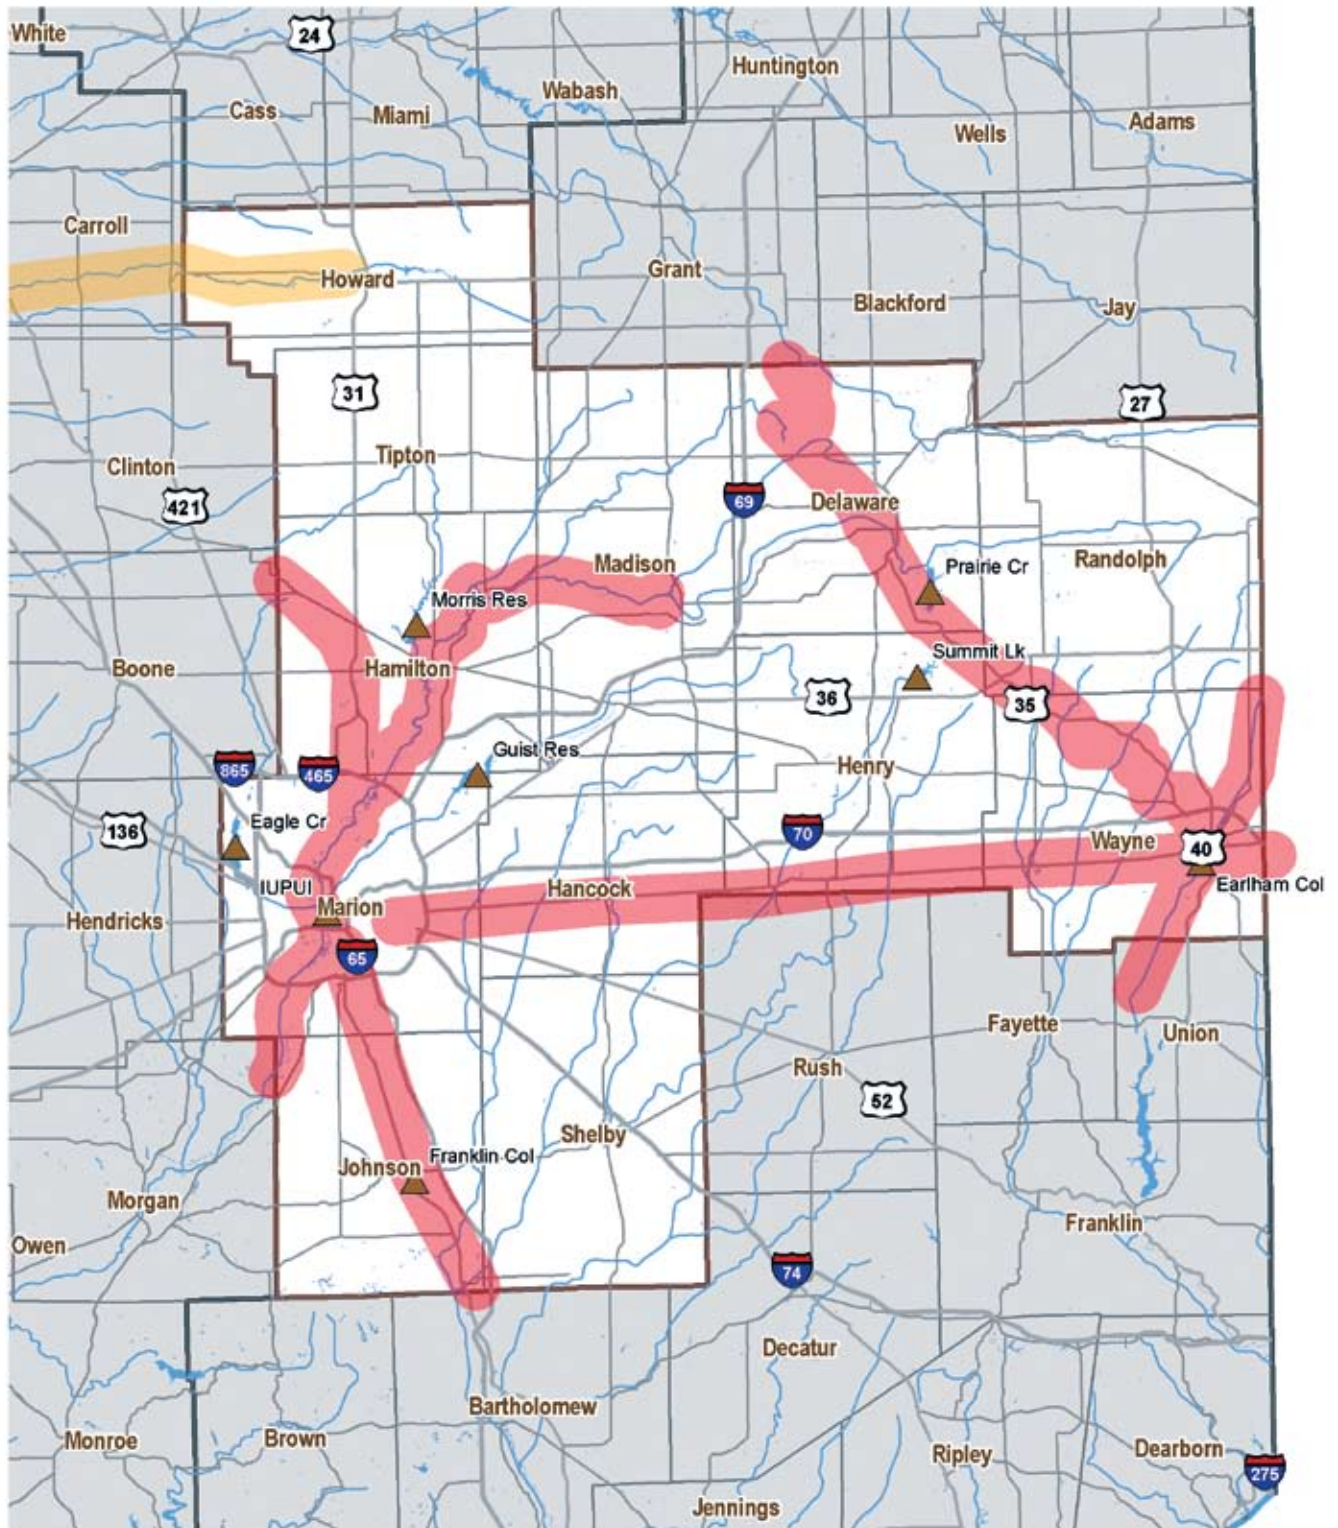 White
24
Huntington
Wabash
Cass
Miami
Adams
Wells
Carroll
Grant
Howard
Blackford
Jay
31
27
Tipton
Clinton
421
69
Delaware
Madison
Prairie Cr
Randolph
Morris Res
Summit Lk
Boone
Hamilton
36
35
Guist Res
865
465
Henry
Eagle Cr
136
70
Wayne
40
IUPUI
Hancock
Earlham Col
Marion
Hendricks
65
Fayette
Union
Rush
52
Shelby
Franklin Col
Johnson
Morgan
Franklin
Owen
74
Decatur
Bartholomew
Monroe
Brown
Ripley
Dearborn
275
Jennings